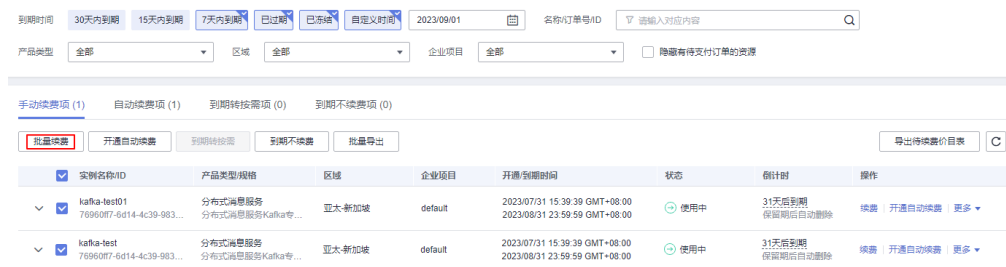 到期时间 30天内到期 15天内到期 7天内到期 已过期 已冻结 自定义时间 2023/09/01 名称/订单号/ID 请输入对应内容
产品类型 全部 区域 全部 企业项目 全部 隐藏有待支付订单的资源
手动续费项 (1) 自动续费项 (1) 到期转按需项 (0) 到期不续费项 (0)
批量续费 开通自动续费 到期转按需 到期不续费 批量导出 导出待续费价目表
实例名称/ID 产品类型/规格 区域 企业项目 开通/到期时间 状态 倒计时 操作
kafka-test01 分布式消息服务 亚太-新加坡 default 2023/07/31 15:39:39 GMT+08:00 使用中 31天后到期 续费 开通自动续费 更多
76960ff7-6d14-4c39-983... 分布式消息服务Kafka专... 2023/08/31 23:59:59 GMT+08:00 保留期后自动删除
kafka-test 分布式消息服务 亚太-新加坡 default 2023/07/31 15:39:39 GMT+08:00 使用中 31天后到期 续费 开通自动续费 更多
76960ff7-6d14-4c39-983... 分布式消息服务Kafka专... 2023/08/31 23:59:59 GMT+08:00 保留期后自动删除